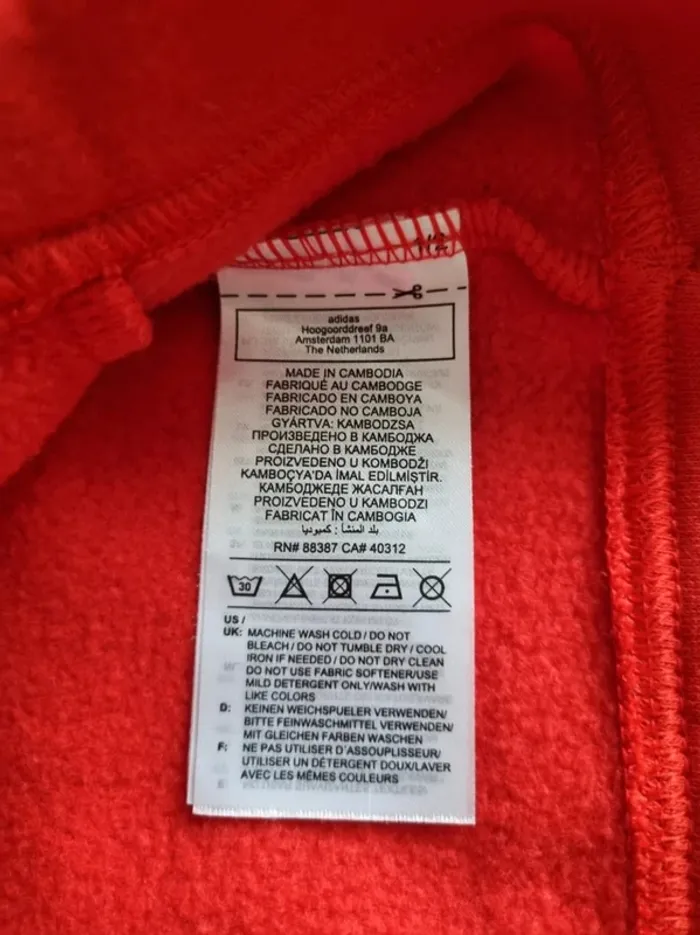 adidas
Hoogoorddreef 9a
Amsterdam 1101 BA
The Netherlands
MADE IN CAMBODIA
FABRIQUÉ AU CAMBODGE
FABRICADO EN CAMBOYA
FABRICADO NO CAMBOJA
GYÁRTVA: KAMBODZSA
ПРОИЗВЕДЕНО В КАМБОДЖА
СДЕЛАНО В КАМБОДЖЕ
PROIZVEDENO U KOMBODŽI
KAMBOÇYA'DA İMAL EDİLMİŞTİR.
КАМБОДЖЕДЕ ЖАСАЛҒАН
PROIZVEDENO U KAMBODZI
FABRICAT ÎN CAMBOGIA
بلد المنشأ : كمبوديا
RN# 88387 CA# 40312
30
US /
UK: MACHINE WASH COLD / DO NOT
BLEACH / DO NOT TUMBLE DRY / COOL
IRON IF NEEDED / DO NOT DRY CLEAN
DO NOT USE FABRIC SOFTENER/USE
MILD DETERGENT ONLY/WASH WITH
LIKE COLORS
D: KEINEN WEICHSPUELER VERWENDEN/
BITTE FEINWASCHMITTEL VERWENDEN/
MIT GLEICHEN FARBEN WASCHEN
F: NE PAS UTILISER D'ASSOUPLISSEUR/
UTILISER UN DÉTERGENT DOUX/LAVER
AVEC LES MÊMES COULEURS